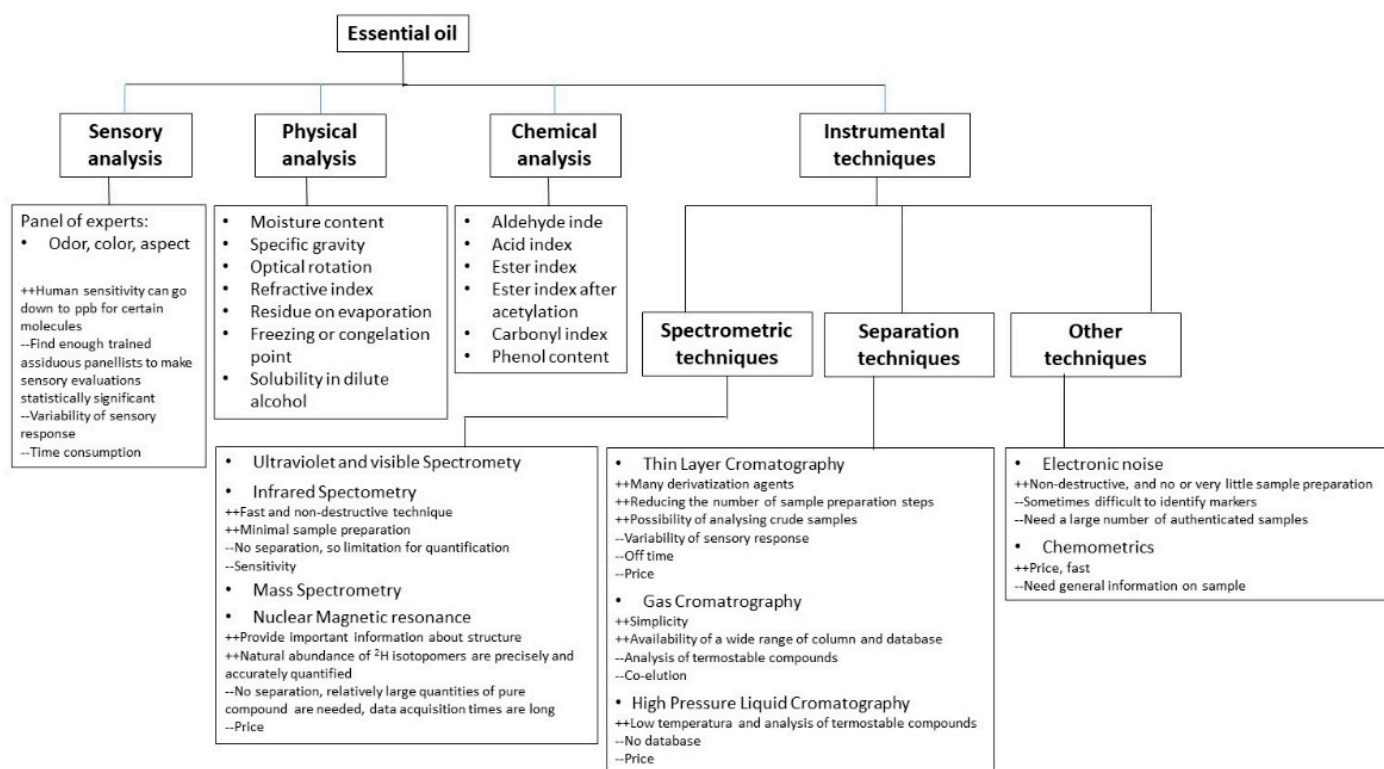 Essential oil
Sensory
analysis
Physical
analysis
Chemical
analysis
Instrumental
techniques
Panel of experts:
• Odor, color, aspect
++Human sensitivity can go
down to ppb for certain
molecules
--Find enough trained
assiduous panellists to make
sensory evaluations
statistically significant
--Variability of sensory
response
--Time consumption
• Moisture content
• Specific gravity
• Optical rotation
• Refractive index
• Residue on evaporation
• Freezing or congelation
point
• Solubility in dilute
alcohol
• Aldehyde inde
• Acid index
• Ester index
• Ester index after
acetylation
• Carbonyl index
• Phenol content
Spectrometric
techniques
Separation
techniques
Other
techniques
• Ultraviolet and visible Spectromety
• Infrared Spectometry
++Fast and non-destructive technique
++Minimal sample preparation
--No separation, so limitation for quantification
--Sensitivity
• Mass Spectrometry
• Nuclear Magnetic resonance
++Provide important information about structure
++Natural abundance of ²H isotopomers are precisely and
accurately quantified
--No separation, relatively large quantities of pure
compound are needed, data acquisition times are long
--Price
• Thin Layer Cromatography
++Many derivatization agents
++Reducing the number of sample preparation steps
++Possibility of analysing crude samples
--Variability of sensory response
--Off time
--Price
• Gas Cromatrography
++Simplicity
++Availability of a wide range of column and database
--Analysis of termostable compounds
--Co-elution
• High Pressure Liquid Cromatography
++Low temperatura and analysis of termostable compounds
--No database
--Price
• Electronic noise
++Non-destructive, and no or very little sample preparation
--Sometimes difficult to identify markers
--Need a large number of authenticated samples
• Chemometrics
++Price, fast
--Need general information on sample